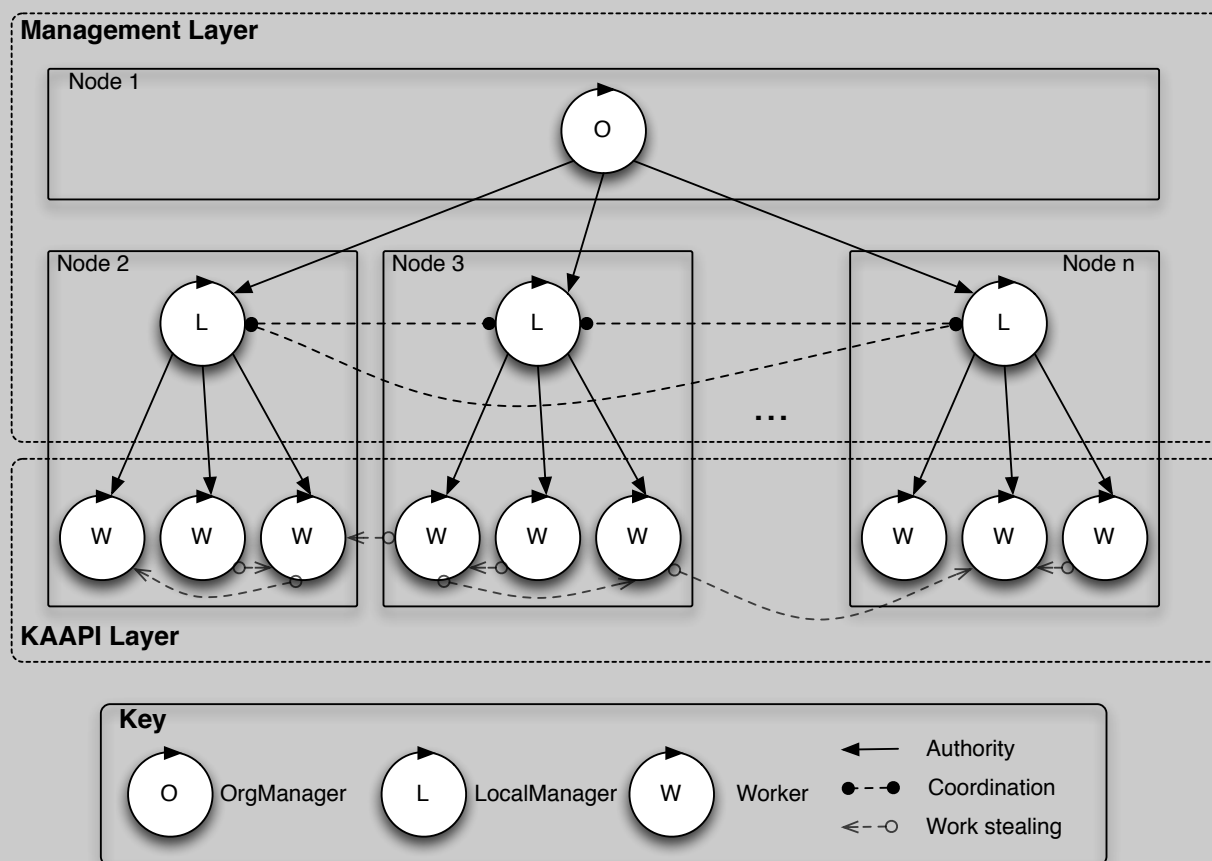 Management Layer
Node 1
O
Node 2
Node 3
Node n
L
L
L
...
W
W
W
W
W
W
W
W
W
KAAPI Layer
Key
O
OrgManager
L
LocalManager
W
Worker
Authority
Coordination
Work stealing